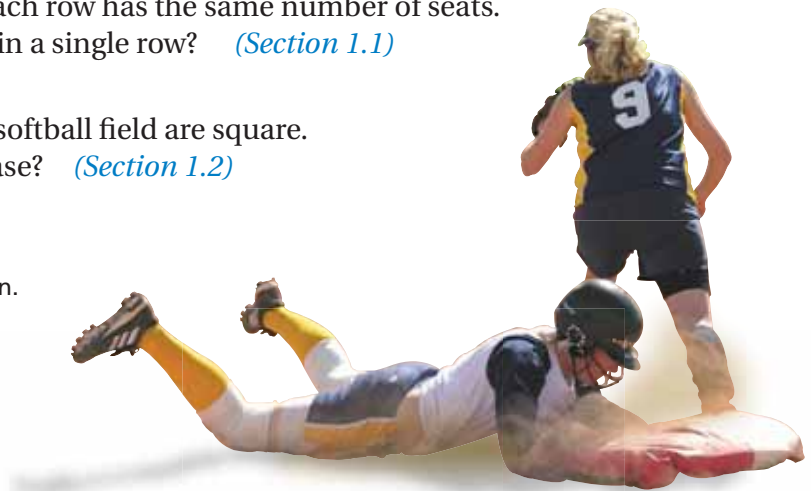 ach row has the same number of seats.
in a single row? (Section 1.1)
softball field are square.
ase? (Section 1.2)
n.
9